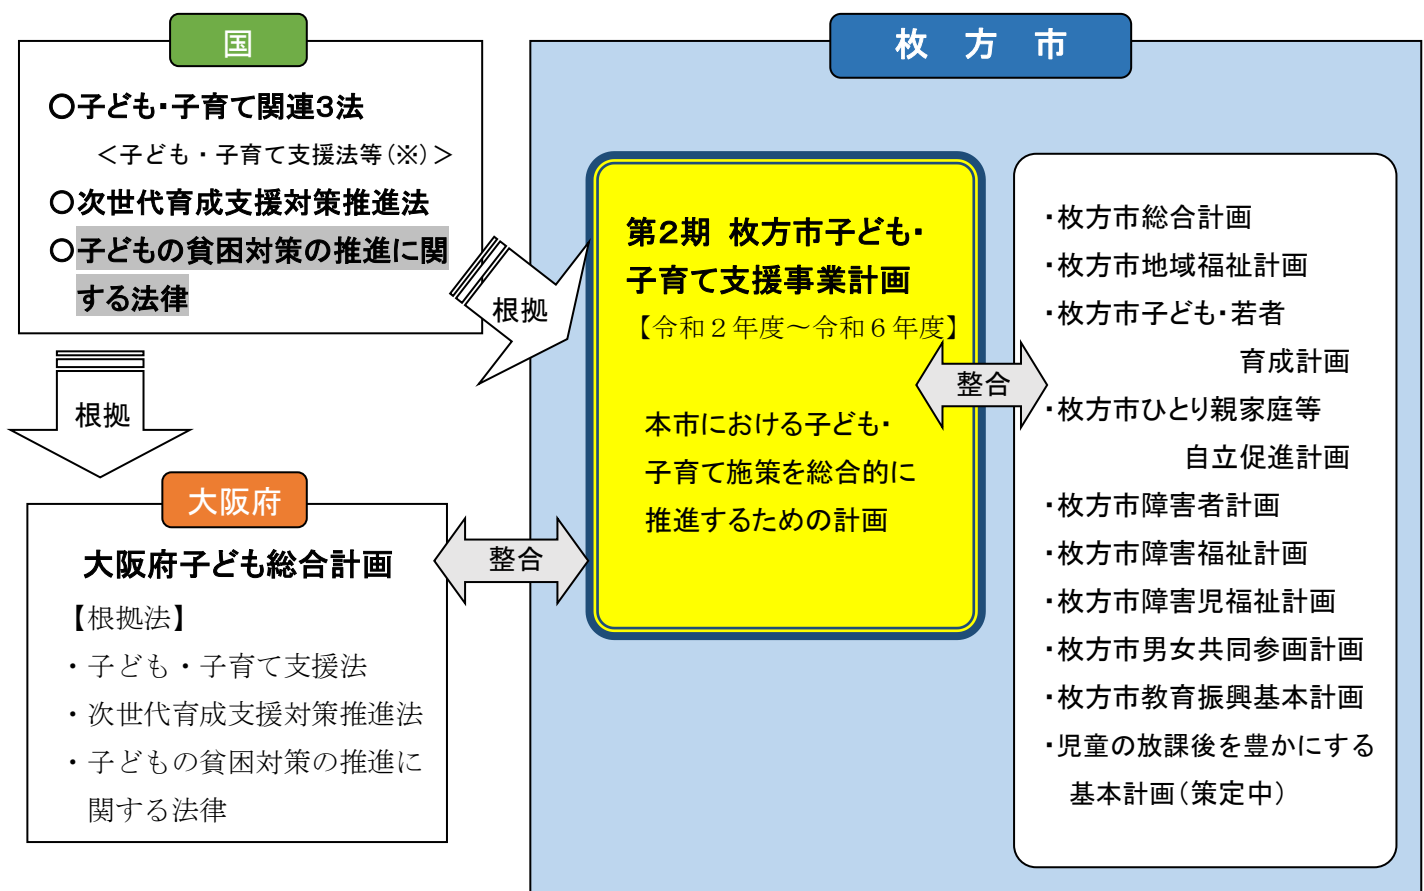 国
○子ども・子育て関連3法
＜子ども・子育て支援法等(※)＞
○次世代育成支援対策推進法
○子どもの貧困対策の推進に関
する法律
根拠
根拠
大阪府
大阪府子ども総合計画
【根拠法】
・子ども・子育て支援法
・次世代育成支援対策推進法
・子どもの貧困対策の推進に
関する法律
整合
枚 方 市
第2期 枚方市子ども・
子育て支援事業計画
【令和２年度～令和６年度】
本市における子ども・
子育て施策を総合的に
推進するための計画
整合
・枚方市総合計画
・枚方市地域福祉計画
・枚方市子ども・若者
育成計画
・枚方市ひとり親家庭等
自立促進計画
・枚方市障害者計画
・枚方市障害福祉計画
・枚方市障害児福祉計画
・枚方市男女共同参画計画
・枚方市教育振興基本計画
・児童の放課後を豊かにする
基本計画（策定中）